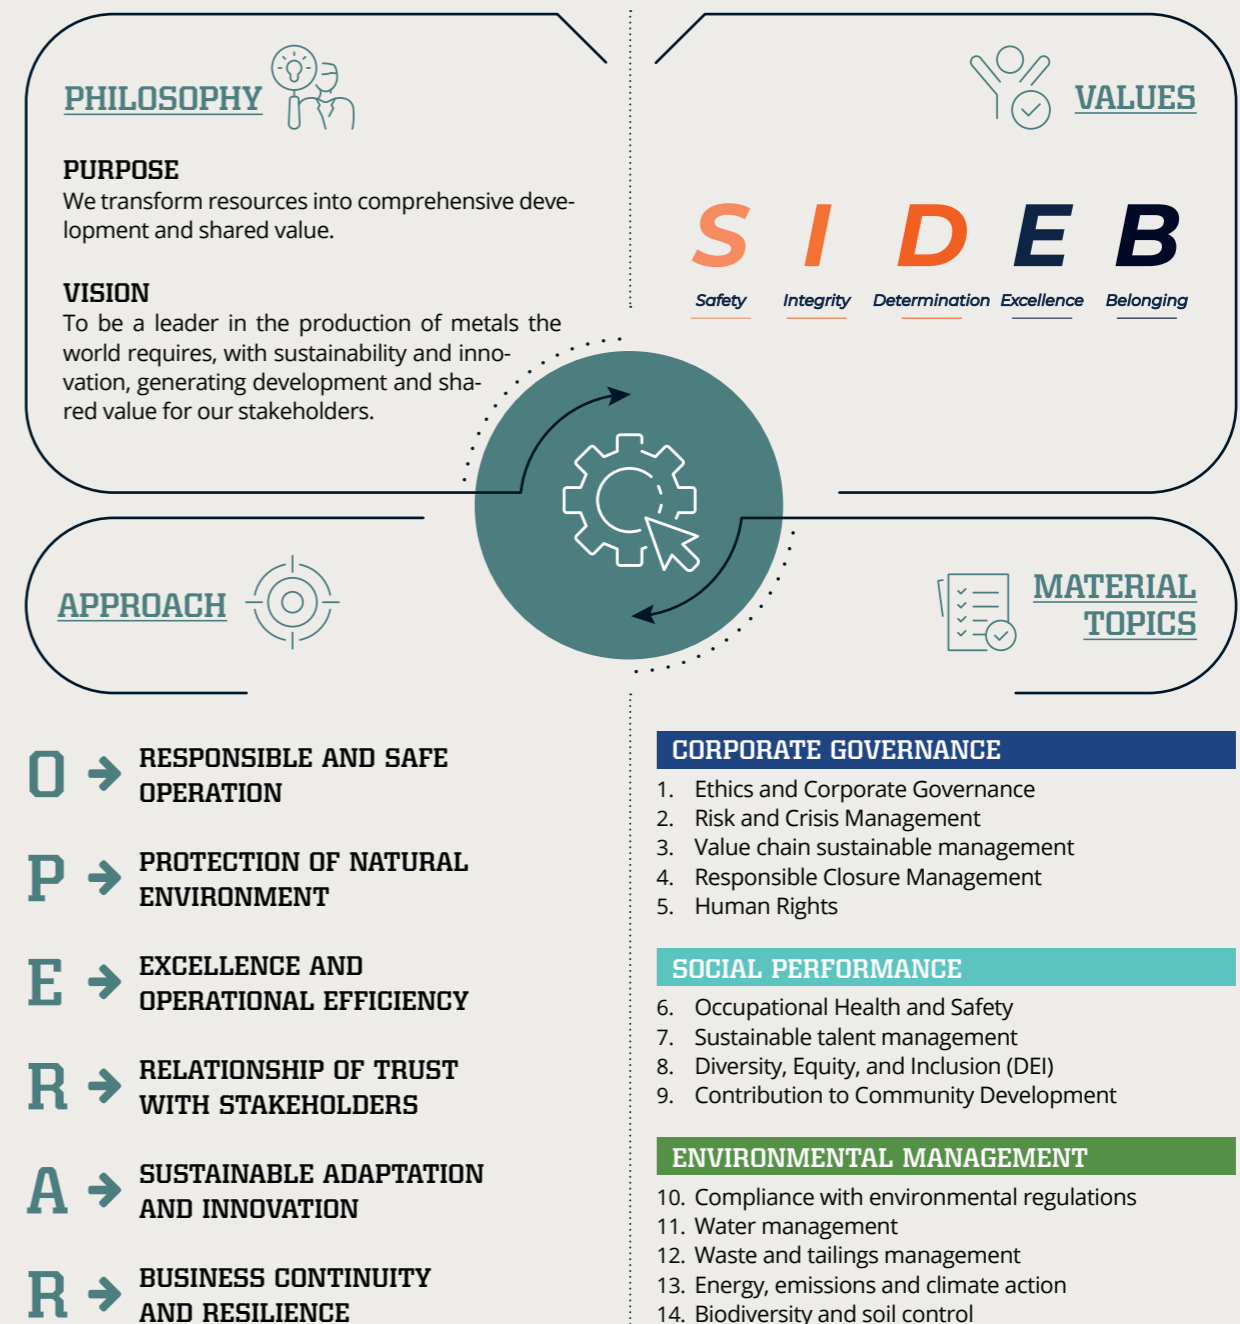 PHILOSOPHY
PURPOSE
We transform resources into comprehensive deve-
lopment and shared value.
VISION
To be a leader in the production of metals the
world requires, with sustainability and inno-
vation, generating development and sha-
red value for our stakeholders.
VALUES
S I D E B
Safety Integrity Determination Excellence Belonging
APPROACH
O RESPONSIBLE AND SAFE
OPERATION
P PROTECTION OF NATURAL
ENVIRONMENT
E EXCELLENCE AND
OPERATIONAL EFFICIENCY
R RELATIONSHIP OF TRUST
WITH STAKEHOLDERS
A SUSTAINABLE ADAPTATION
AND INNOVATION
R BUSINESS CONTINUITY
AND RESILIENCE
MATERIAL
TOPICS
CORPORATE GOVERNANCE
1. Ethics and Corporate Governance
2. Risk and Crisis Management
3. Value chain sustainable management
4. Responsible Closure Management
5. Human Rights
SOCIAL PERFORMANCE
6. Occupational Health and Safety
7. Sustainable talent management
8. Diversity, Equity, and Inclusion (DEI)
9. Contribution to Community Development
ENVIRONMENTAL MANAGEMENT
10. Compliance with environmental regulations
11. Water management
12. Waste and tailings management
13. Energy, emissions and climate action
14. Biodiversity and soil control